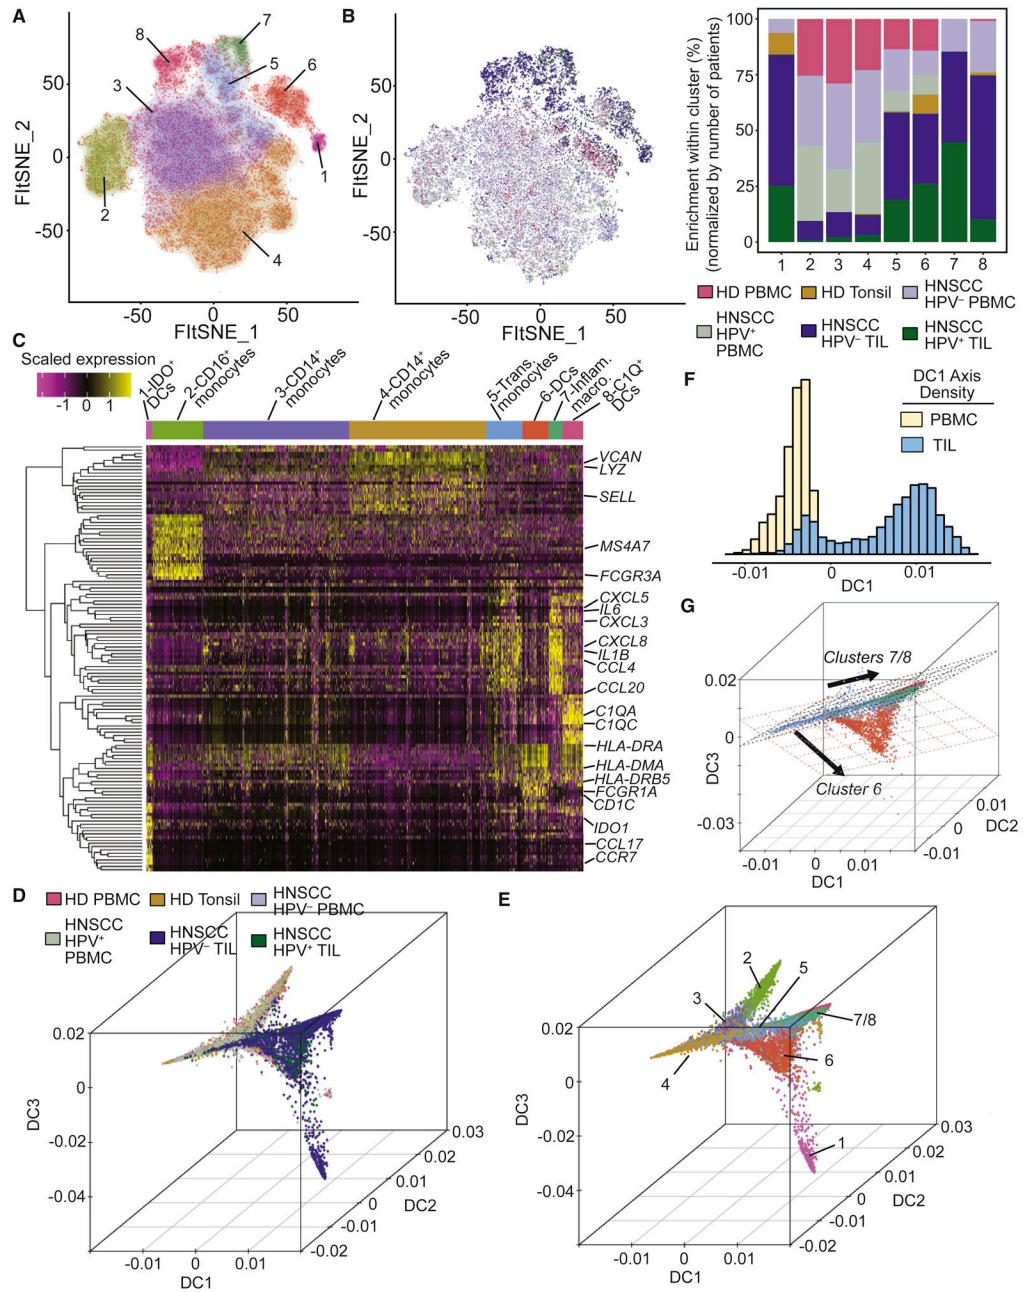 A
8
7
3
5
6
1
2
4
50
0
-50
FltSNE_2
-50
0
50
FltSNE_1
B
50
0
-50
FltSNE_2
-50
0
50
FltSNE_1
Enrichment within cluster (%)
(normalized by number of patients)
100
75
50
25
0
1 2 3 4 5 6 7 8
HD PBMC
HD Tonsil
HNSCC
HPV⁻ PBMC
HNSCC
HPV⁺
PBMC
HNSCC
HPV⁻ TIL
HNSCC
HPV⁺ TIL
C
Scaled expression
-1 0 1
1-IDO⁺
DCs
2-CD16⁺
monocytes
3-CD14⁺
monocytes
4-CD14⁺
monocytes
5-Trans.
monocytes
6-DCs
7-Inflam.
macro.
8-C1Q⁺
DCs
VCAN
LYZ
SELL
MS4A7
FCGR3A
CXCL5
IL6
CXCL3
CXCL8
IL1B
CCL4
CCL20
C1QA
C1QC
HLA-DRA
HLA-DMA
HLA-DRB5
FCGR1A
CD1C
IDO1
CCL17
CCR7
F
DC1 Axis
Density
PBMC
TIL
-0.01
0
0.01
DC1
G
Clusters 7/8
Cluster 6
0.02
0
-0.03
DC3
-0.01
0
0.01
DC1
0.01
0
-0.01
DC2
D
HD PBMC
HD Tonsil
HNSCC
HPV⁻ PBMC
HNSCC
HPV⁺
PBMC
HNSCC
HPV⁻ TIL
HNSCC
HPV⁺ TIL
0.02
0
-0.02
-0.04
DC3
-0.01
0
0.01
DC1
0.03
0.02
0.01
0
-0.01
-0.02
DC2
E
2
5
3
7/8
6
4
1
0.02
0
-0.02
-0.04
DC3
-0.01
0
0.01
DC1
0.03
0.02
0.01
0
-0.01
-0.02
DC2